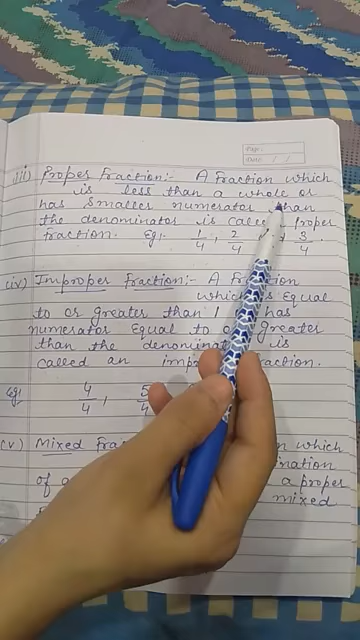 Page:
Date: / /
iii) Proper Fraction:- A fraction which
is less than a whole or
has smaller numerator than
the denominator is called proper
fraction. Eg:- 1/4, 2/4, 3/4.
(iv) Improper Fraction:- A fraction
which is equal
to or greater than 1 has
numerator Equal to or greater
than the denominator is
called an improper fraction.
Eg:- 4/4, 5/4
(v) Mixed Fra n which
of a a proper
mixed